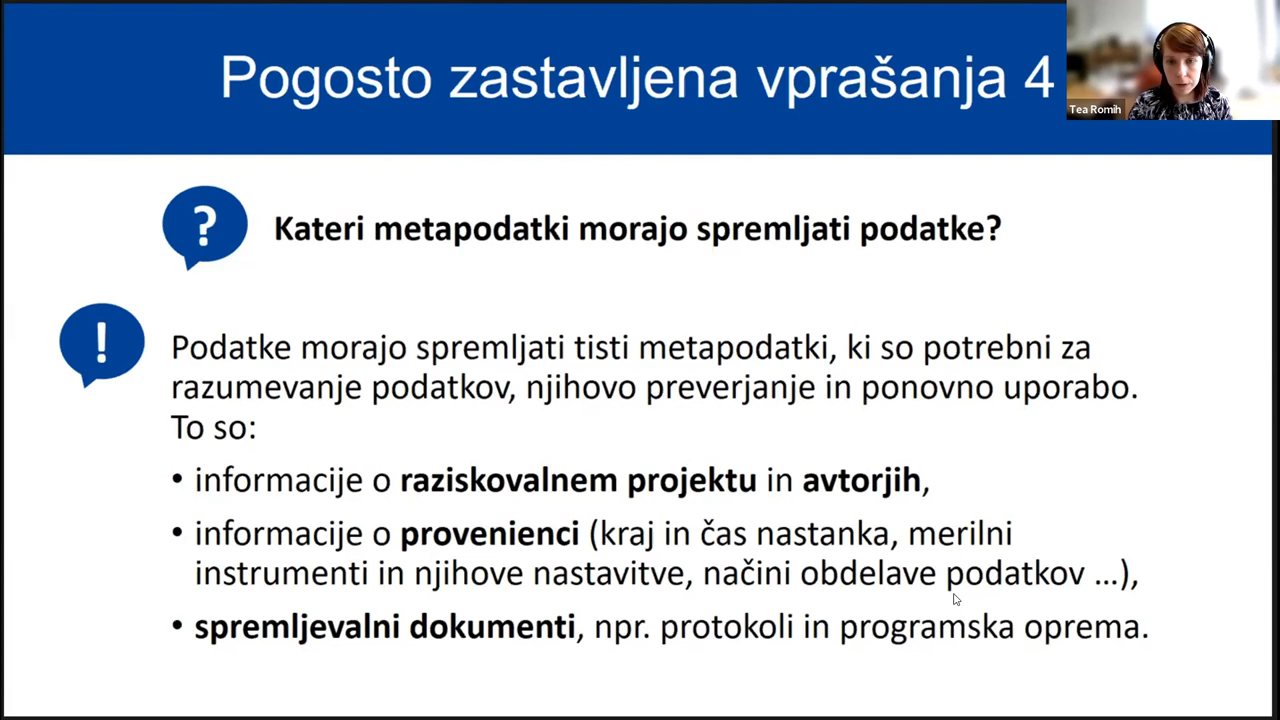 Pogosto zastavljena vprašanja 4
Tea Romih
?
Kateri metapodatki morajo spremljati podatke?
!
Podatke morajo spremljati tisti metapodatki, ki so potrebni za
razumevanje podatkov, njihovo preverjanje in ponovno uporabo.
To so:
• informacije o raziskovalnem projektu in avtorjih,
• informacije o provenienci (kraj in čas nastanka, merilni
instrumenti in njihove nastavitve, načini obdelave podatkov …),
• spremljevalni dokumenti, npr. protokoli in programska oprema.